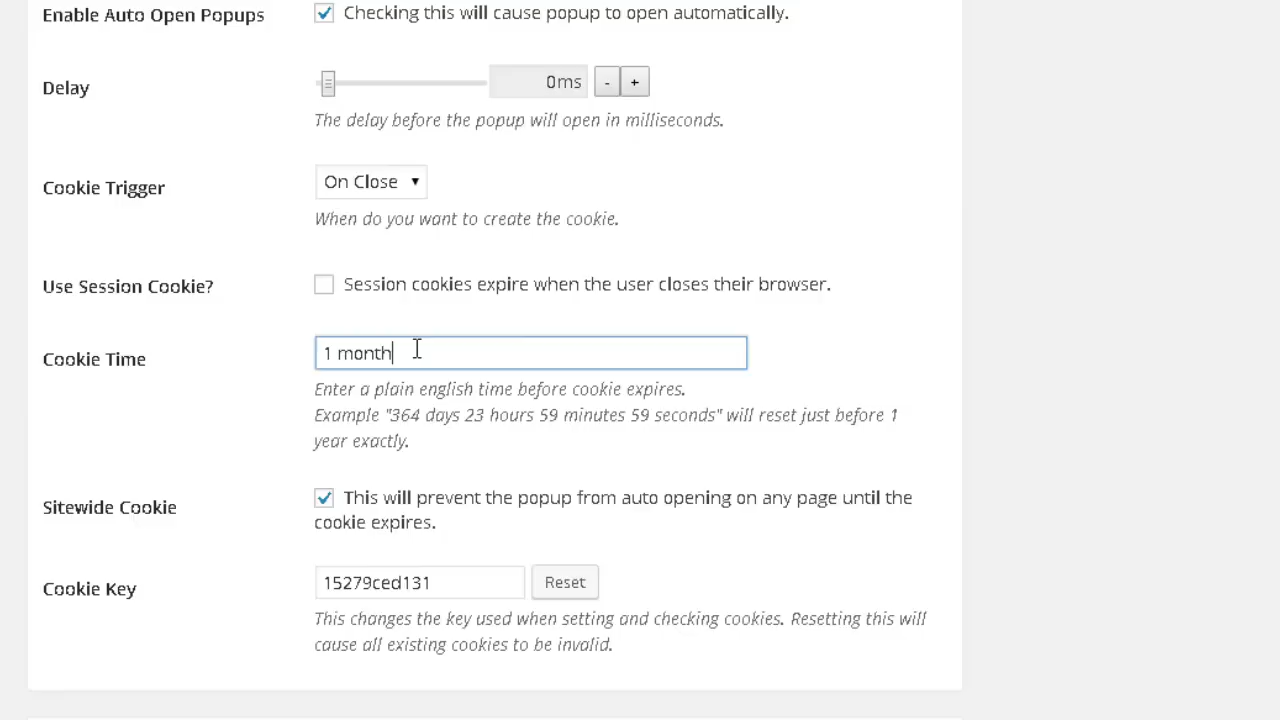 Enable Auto Open Popups Checking this will cause popup to open automatically.
Delay 0ms - +
The delay before the popup will open in milliseconds.
Cookie Trigger On Close
When do you want to create the cookie.
Use Session Cookie? Session cookies expire when the user closes their browser.
Cookie Time 1 month
Enter a plain english time before cookie expires.
Example "364 days 23 hours 59 minutes 59 seconds" will reset just before 1
year exactly.
Sitewide Cookie This will prevent the popup from auto opening on any page until the
cookie expires.
Cookie Key 15279ced131 Reset
This changes the key used when setting and checking cookies. Resetting this will
cause all existing cookies to be invalid.